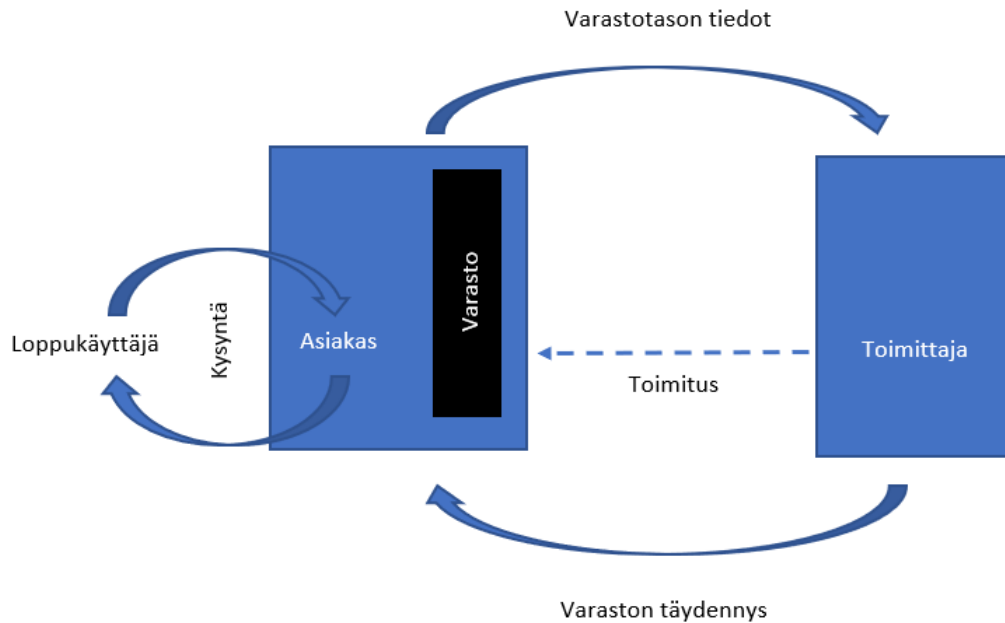 Varastotason tiedot
Varasto
Kysyntä
Loppukäyttäjä
Asiakas
Toimittaja
Toimitus
Varaston täydennys